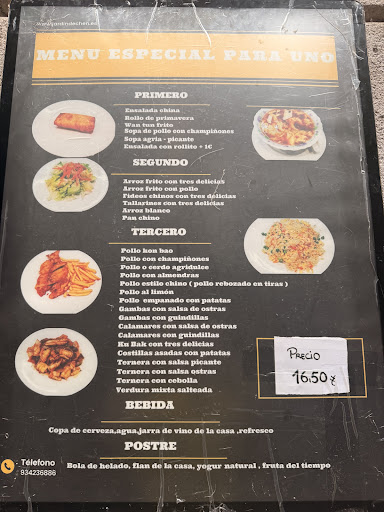 www.jardindechen.es
MENU ESPECIAL PARA UNO
PRIMERO
Ensalada china
Rollo de primavera
Wan tun frito
Sopa de pollo con champiñones
Sopa agria - picante
Ensalada con rollito + 1€
SEGUNDO
Arroz frito con tres delicias
Arroz frito con pollo
Fideos chinos con tres delicias
Tallarines con tres delicias
Arroz blanco
Pan chino
TERCERO
Pollo kon bao
Pollo con champiñones
Pollo o cerdo agridulce
Pollo con almendras
Pollo estilo chino ( pollo rebozado en tiras )
Pollo al limón
Pollo empanado con patatas
Gambas con salsa de ostras
Gambas con guindillas
Calamares con salsa de ostras
Calamares con guindillas
Ku Bak con tres delicias
Costillas asadas con patatas
Ternera con salsa picante
Ternera con salsa ostras
Ternera con cebolla
Verdura mixta salteada
PRECIO
16.50 €
BEBIDA
Copa de cerveza,agua,jarra de vino de la casa ,refresco
POSTRE
Bola de helado, flan de la casa, yogur natural , fruta del tiempo
Télefono
934236886